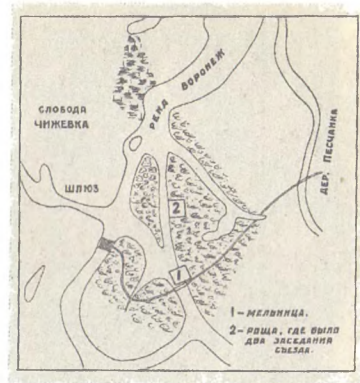 СЛОБОДА
ЧИЖЕВКА
РЕКА ВОРОНЕЖ
ДЕР. ПЕСЧАНКА
ШЛЮЗ
2
1
1 – МЕЛЬНИЦА.
2 – РОЩА, ГДЕ БЫЛО
ДВА ЗАСЕДАНИЯ
СЪЕЗДА.